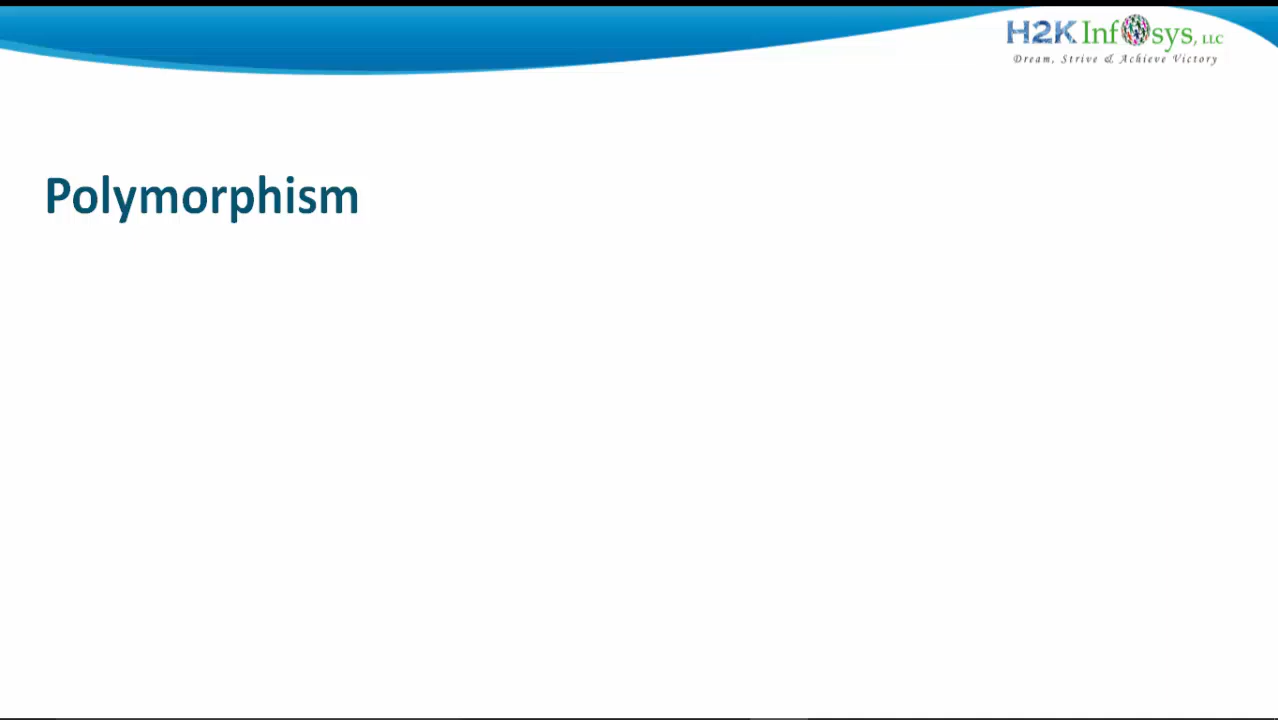 H2K Infosys, LLC
Dream, Strive & Achieve Victory
Polymorphism